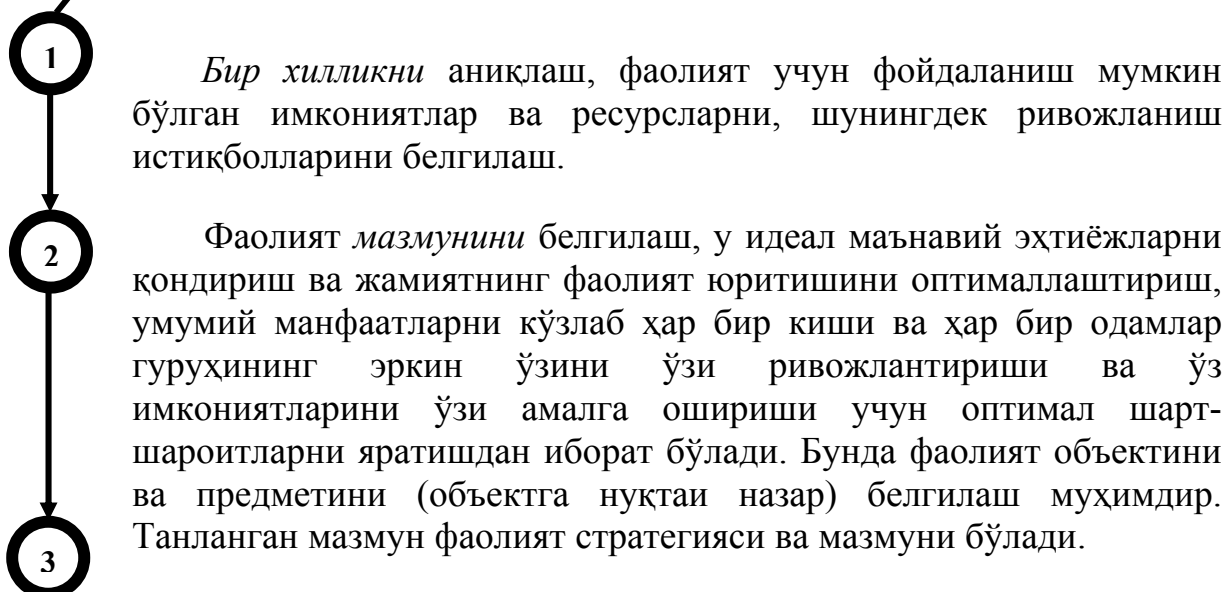 1
Бир хилликни аниқлаш, фаолият учун фойдаланиш мумкин
бўлган имкониятлар ва ресурсларни, шунингдек ривожланиш
истиқболларини белгилаш.
2
Фаолият мазмунини белгилаш, у идеал маънавий эҳтиёжларни
қондириш ва жамиятнинг фаолият юритишини оптималлаштириш,
умумий манфаатларни кўзлаб ҳар бир киши ва ҳар бир одамлар
гуруҳининг эркин ўзини ўзи ривожлантириши ва ўз
имкониятларини ўзи амалга ошириши учун оптимал шарт-
шароитларни яратишдан иборат бўлади. Бунда фаолият объектини
ва предметини (объектга нуқтаи назар) белгилаш муҳимдир.
Танланган мазмун фаолият стратегияси ва мазмуни бўлади.
3